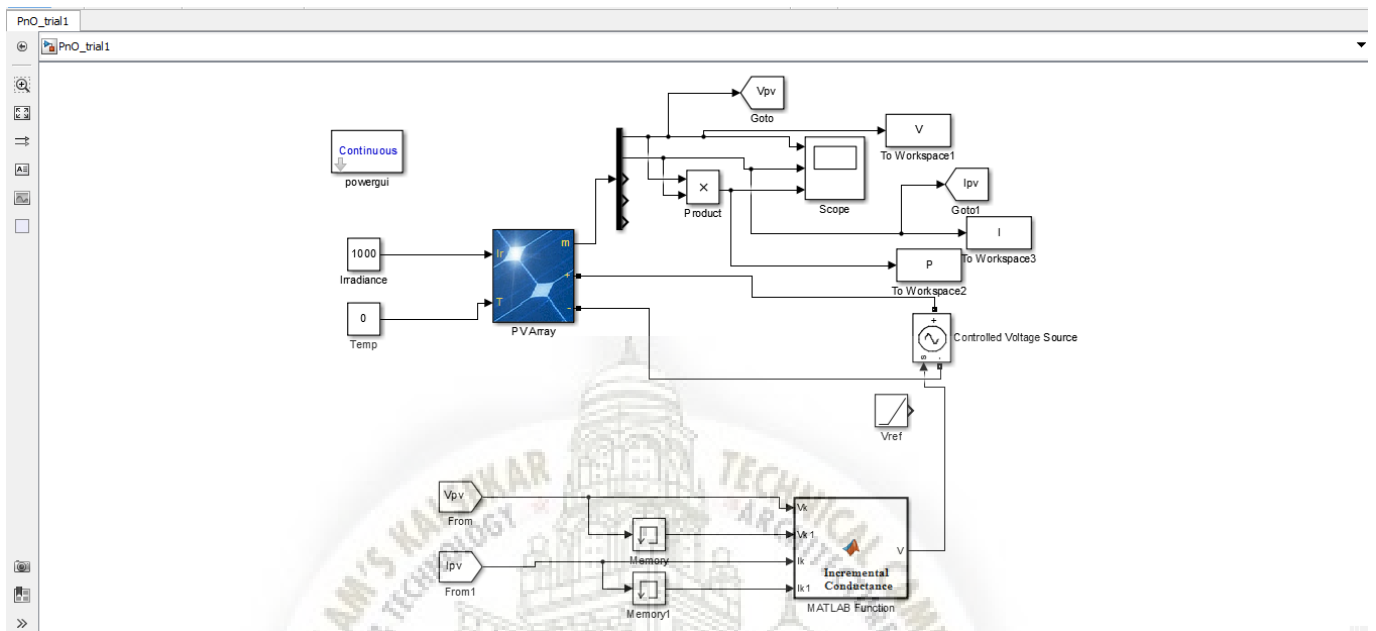 PnO_trial1
PnO_trial1
Vpv
Goto
V
To Workspace1
Continuous
powergui
Product
Scope
Ipv
Goto1
I
To Workspace3
1000
Irradiance
Ir
m
T
+
-
PV Array
P
To Workspace2
0
Temp
+
s
-
Controlled Voltage Source
Vref
Vpv
From
Memory
Ipv
From1
Memory1
Vk
Vk1
Ik
Ik1
V
Incremental
Conductance
MATLAB Function
TECHNICAL